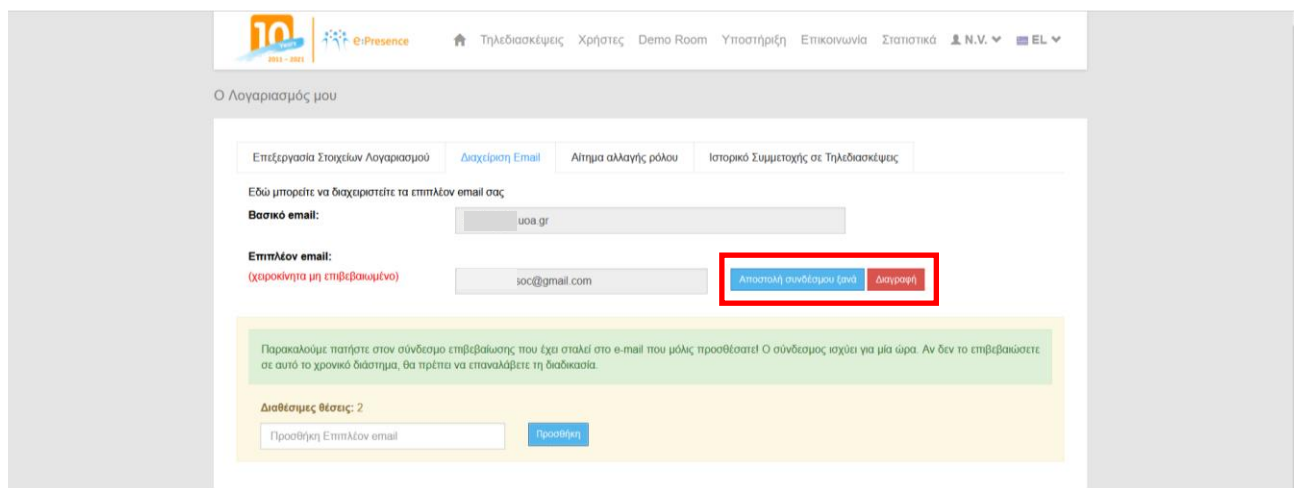 10 years
2011 - 2021
e:Presence
Τηλεδιασκέψεις Χρήστες Demo Room Υποστήριξη Επικοινωνία Στατιστικά N.V. EL
Ο Λογαριασμός μου
Επεξεργασία Στοιχείων Λογαριασμού Διαχείριση Email Αίτημα αλλαγής ρόλου Ιστορικό Συμμετοχής σε Τηλεδιασκέψεις
Εδώ μπορείτε να διαχειριστείτε τα επιπλέον email σας
Βασικό email: uoa.gr
Επιπλέον email:
(χειροκίνητα μη επιβεβαιωμένο) soc@gmail.com Αποστολή συνδέσμου ξανά Διαγραφή
Παρακαλούμε πατήστε στον σύνδεσμο επιβεβαίωσης που έχει σταλεί στο e-mail που μόλις προσθέσατε! Ο σύνδεσμος ισχύει για μία ώρα. Αν δεν το επιβεβαιώσετε
σε αυτό το χρονικό διάστημα, θα πρέπει να επαναλάβετε τη διαδικασία.
Διαθέσιμες θέσεις: 2
Προσθήκη Επιπλέον email Προσθήκη